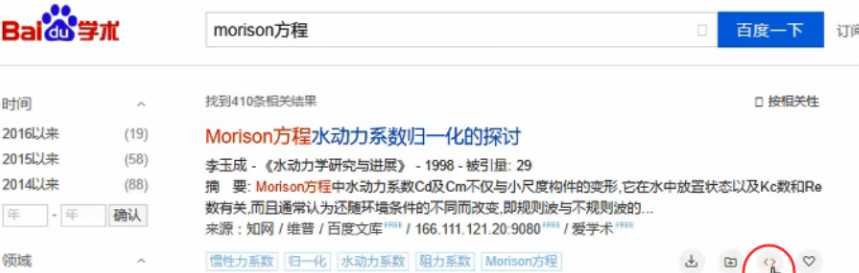 Bai du 学术
morison方程
百度一下
订阅
时间
找到410条相关结果
按相关性
2016以来 (19)
Morison方程水动力系数归一化的探讨
2015以来 (58)
李玉成 - 《水动力学研究与进展》 - 1998 - 被引量: 29
2014以来 (88)
摘 要: Morison方程中水动力系数Cd及Cm不仅与小尺度构件的变形,它在水中放置状态以及Kc数和Re
年 - 年 确认
数有关,而且通常认为还随环境条件的不同而改变,即规则波与不规则波的...
来源：知网 / 维普 / 百度文库 FREE / 166.111.121.20:9080 FREE / 爱学术 FREE
领域
惯性力系数 归一化 水动力系数 阻力系数 Morison方程
<>